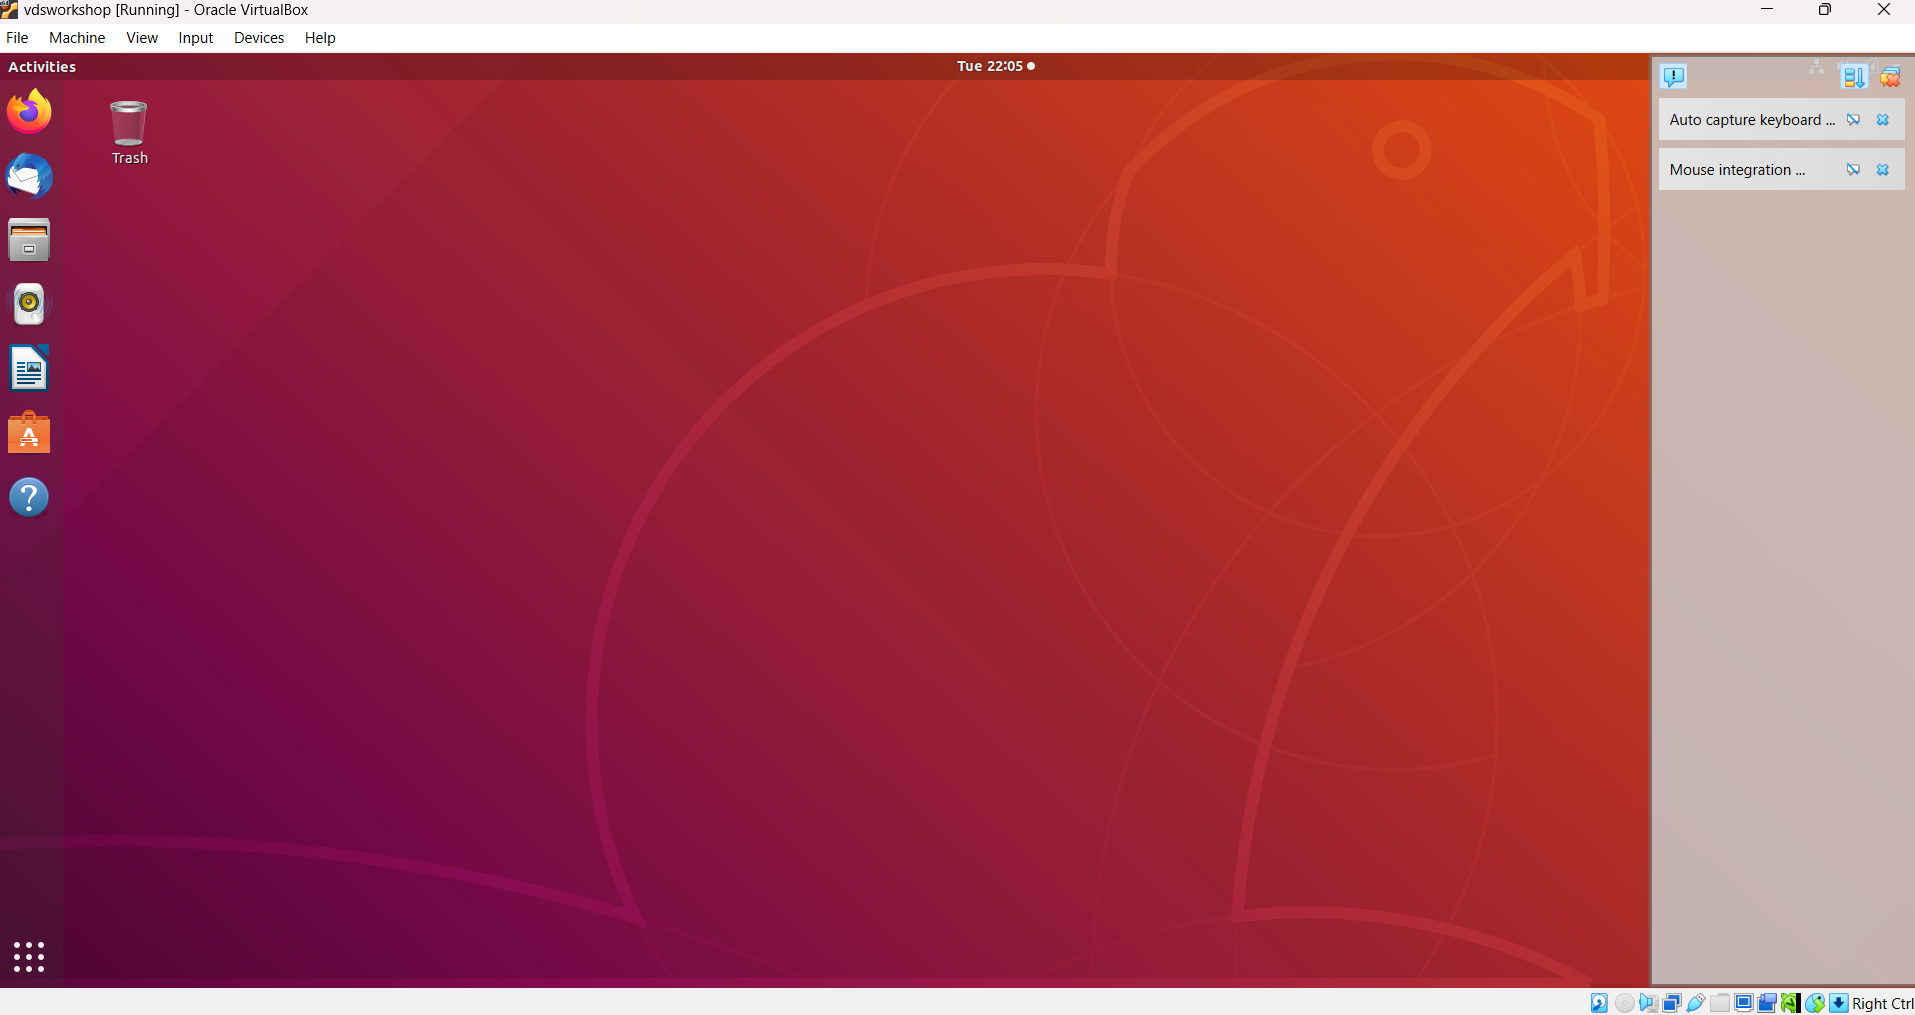 vdsworkshop [Running] - Oracle VirtualBox
File Machine View Input Devices Help
Activities
Tue 22:05
Trash
Auto capture keyboard ...
Mouse integration ...
Right Ctrl